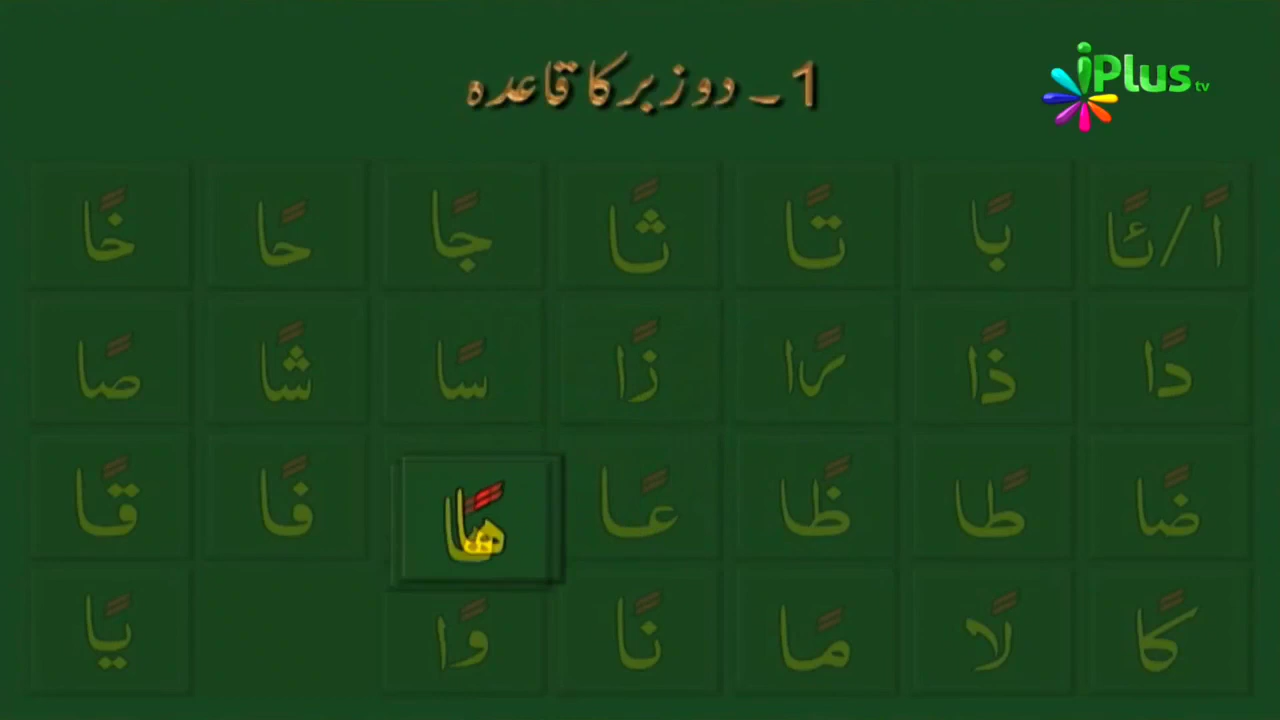 1 ۔ دو زبر کا قاعدہ
iPlus tv
اً / ئًا بًا تًا ثًا جًا حًا خًا
دًا ذًا رًا زًا سًا شًا صًا
ضًا طًا ظًا عًا هًا فًا قًا
كًا لًا مًا نًا وًا يًا